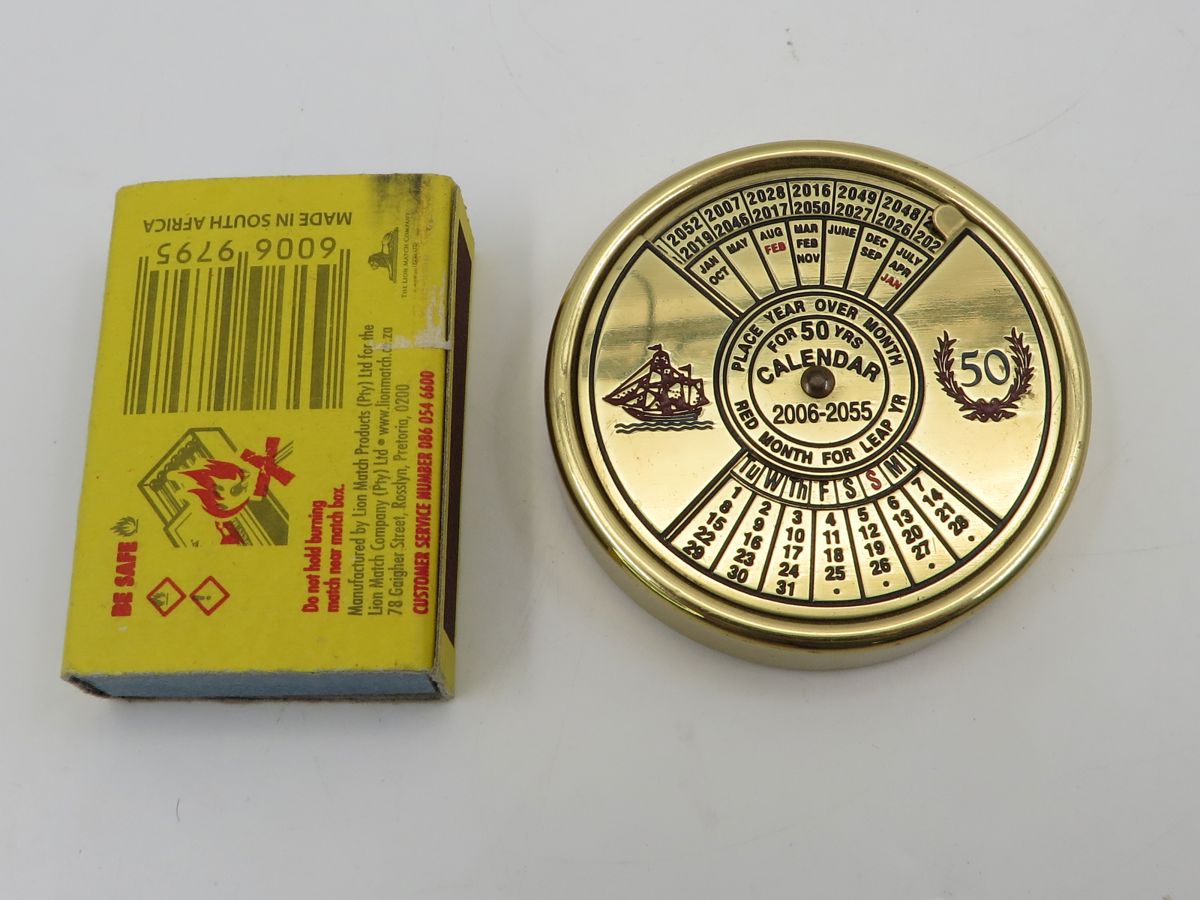 MADE IN SOUTH AFRICA
6006 9795
THE LION MATCH COMPANY
BE SAFE
Do not hold burning
match near match box.
Manufactured by Lion Match Products (Pty) Ltd for the
Lion Match Company (Pty) Ltd • www.lionmatch.co.za
78 Gaigher Street, Rosslyn, Pretoria, 0200
CUSTOMER SERVICE NUMBER 086 054 6600
2052 2007 2028 2016 2049 2048
2019 2046 2017 2050 2027 2026 202
JAN MAY AUG MAR JUNE DEC JULY
OCT FEB FEB SEP APR
NOV JAN
PLACE YEAR OVER MONTH
FOR 50 YRS
CALENDAR
2006-2055
RED MONTH FOR LEAP YR
50
Tu W Th F S S M
1 2 3 4 5 6 7
8 9 10 11 12 13 14
15 16 17 18 19 20 21
22 23 24 25 26 27 28
29 30 31